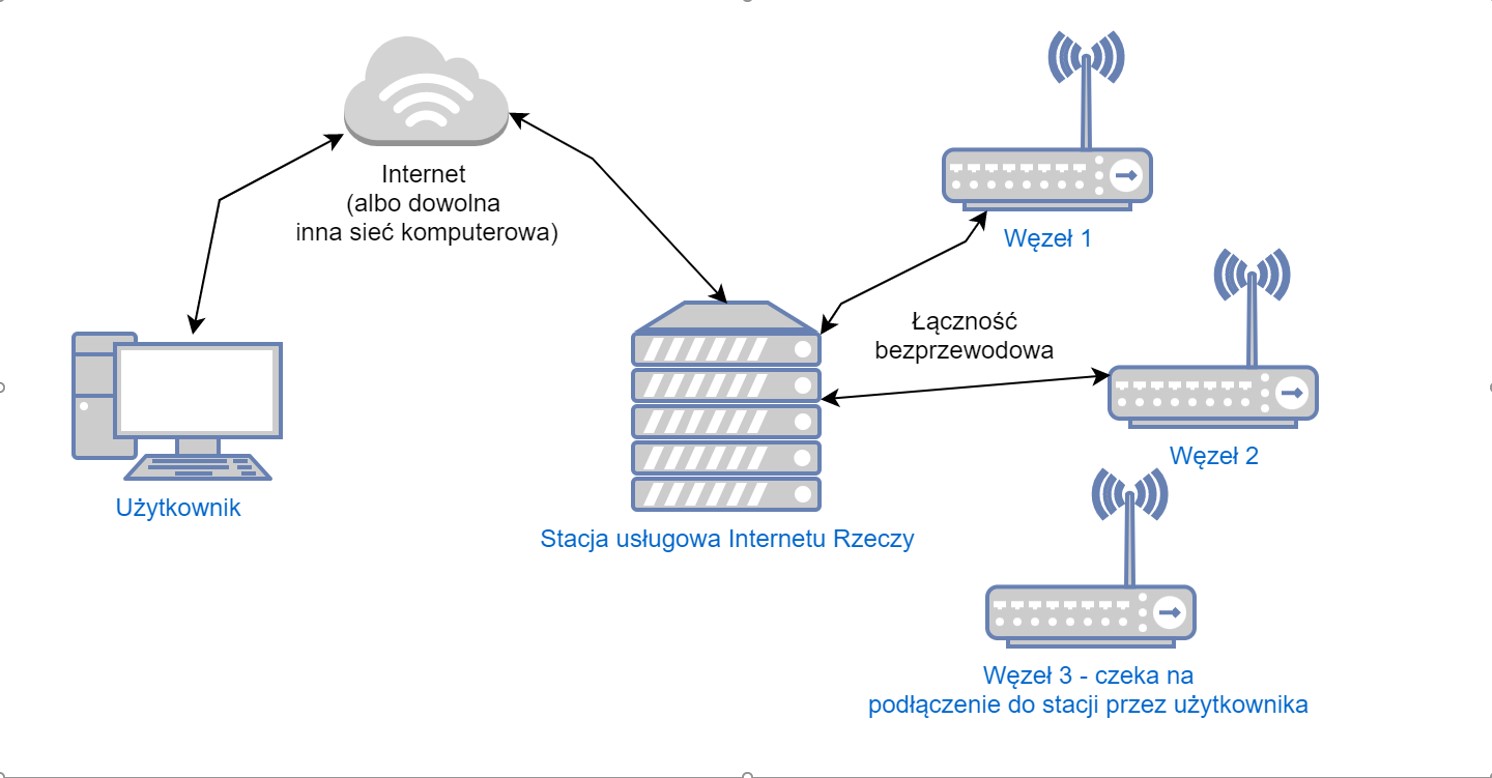 Internet
(albo dowolna
inna sieć komputerowa)
Węzeł 1
Łączność
bezprzewodowa
Węzeł 2
Użytkownik
Stacja usługowa Internetu Rzeczy
Węzeł 3 - czeka na
podłączenie do stacji przez użytkownika